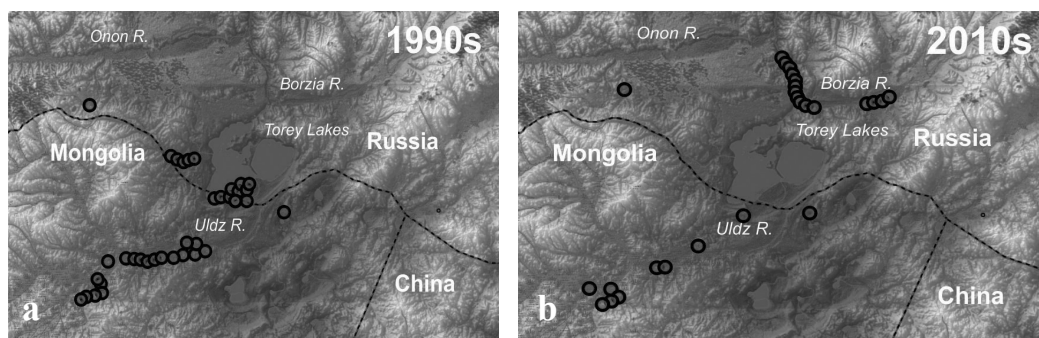 Onon R.
1990s
Borzia R.
Torey Lakes
Russia
Mongolia
Uldz R.
China
a
Onon R.
2010s
Borzia R.
Torey Lakes
Russia
Mongolia
Uldz R.
China
b